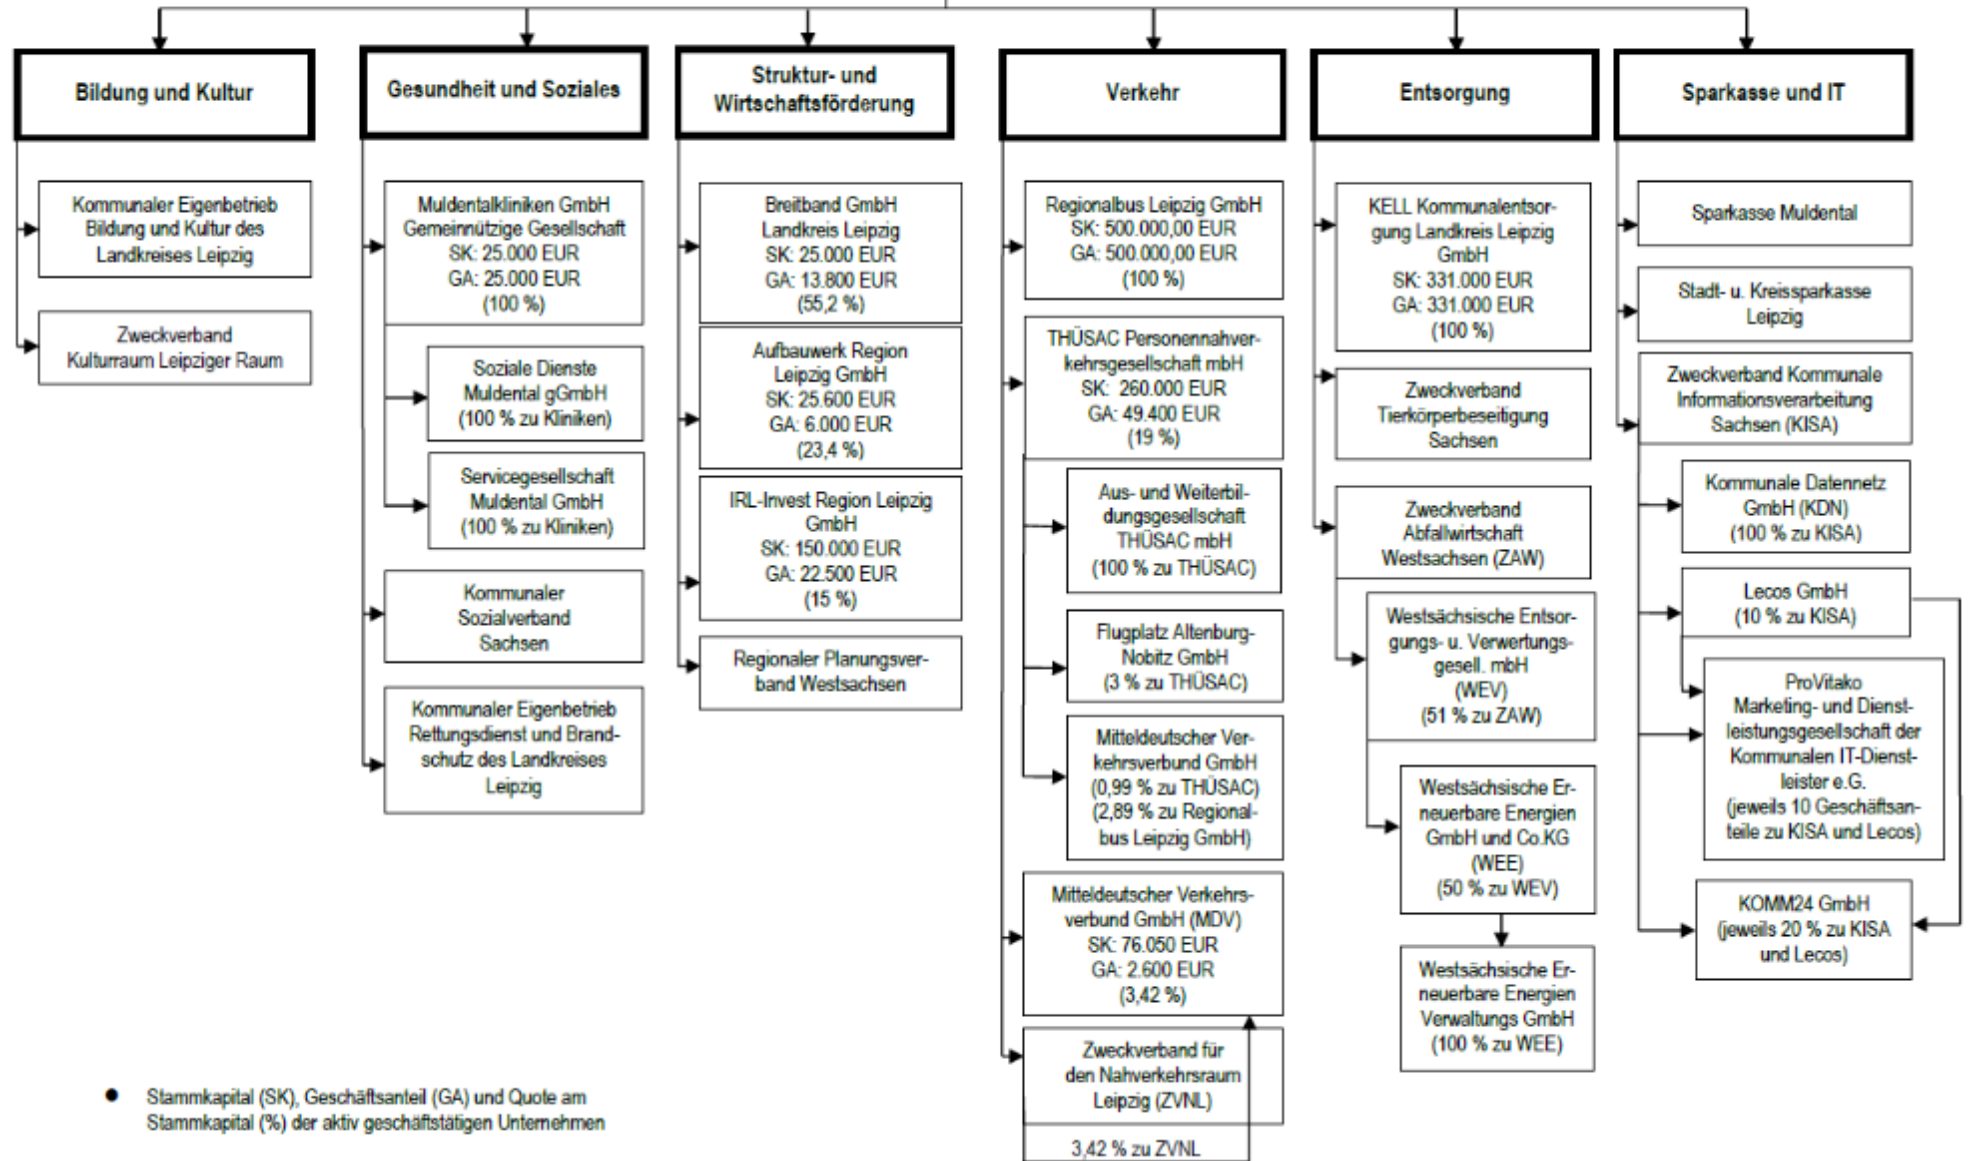 Bildung und Kultur
Kommunaler Eigenbetrieb
Bildung und Kultur des
Landkreises Leipzig
Zweckverband
Kulturraum Leipziger Raum
Gesundheit und Soziales
Muldentalkliniken GmbH
Gemeinnützige Gesellschaft
SK: 25.000 EUR
GA: 25.000 EUR
(100 %)
Soziale Dienste
Muldental gGmbH
(100 % zu Kliniken)
Servicegesellschaft
Muldental GmbH
(100 % zu Kliniken)
Kommunaler
Sozialverband
Sachsen
Kommunaler Eigenbetrieb
Rettungsdienst und Brand-
schutz des Landkreises
Leipzig
Struktur- und
Wirtschaftsförderung
Breitband GmbH
Landkreis Leipzig
SK: 25.000 EUR
GA: 13.800 EUR
(55,2 %)
Aufbauwerk Region
Leipzig GmbH
SK: 25.600 EUR
GA: 6.000 EUR
(23,4 %)
IRL-Invest Region Leipzig
GmbH
SK: 150.000 EUR
GA: 22.500 EUR
(15 %)
Regionaler Planungsver-
band Westsachsen
Verkehr
Regionalbus Leipzig GmbH
SK: 500.000,00 EUR
GA: 500.000,00 EUR
(100 %)
THÜSAC Personennahver-
kehrsgesellschaft mbH
SK: 260.000 EUR
GA: 49.400 EUR
(19 %)
Aus- und Weiterbil-
dungsgesellschaft
THÜSAC mbH
(100 % zu THÜSAC)
Flugplatz Altenburg-
Nobitz GmbH
(3 % zu THÜSAC)
Mitteldeutscher Ver-
kehrsverbund GmbH
(0,99 % zu THÜSAC)
(2,89 % zu Regional-
bus Leipzig GmbH)
Mitteldeutscher Verkehrs-
verbund GmbH (MDV)
SK: 76.050 EUR
GA: 2.600 EUR
(3,42 %)
Zweckverband für
den Nahverkehrsraum
Leipzig (ZVNL)
3,42 % zu ZVNL
Entsorgung
KELL Kommunalentsor-
gung Landkreis Leipzig
GmbH
SK: 331.000 EUR
GA: 331.000 EUR
(100 %)
Zweckverband
Tierkörperbeseitigung
Sachsen
Zweckverband
Abfallwirtschaft
Westsachsen (ZAW)
Westsächsische Entsor-
gungs- u. Verwertungs-
gesell. mbH
(WEV)
(51 % zu ZAW)
Westsächsische Er-
neuerbare Energien
GmbH und Co.KG
(WEE)
(50 % zu WEV)
Westsächsische Er-
neuerbare Energien
Verwaltungs GmbH
(100 % zu WEE)
Sparkasse und IT
Sparkasse Muldental
Stadt- u. Kreissparkasse
Leipzig
Zweckverband Kommunale
Informationsverarbeitung
Sachsen (KISA)
Kommunale Datennetz
GmbH (KDN)
(100 % zu KISA)
Lecos GmbH
(10 % zu KISA)
ProVitako
Marketing- und Dienst-
leistungsgesellschaft der
Kommunalen IT-Dienst-
leister e.G.
(jeweils 10 Geschäftsan-
teile zu KISA und Lecos)
KOMM24 GmbH
(jeweils 20 % zu KISA
und Lecos)
● Stammkapital (SK), Geschäftsanteil (GA) und Quote am
Stammkapital (%) der aktiv geschäftstätigen Unternehmen